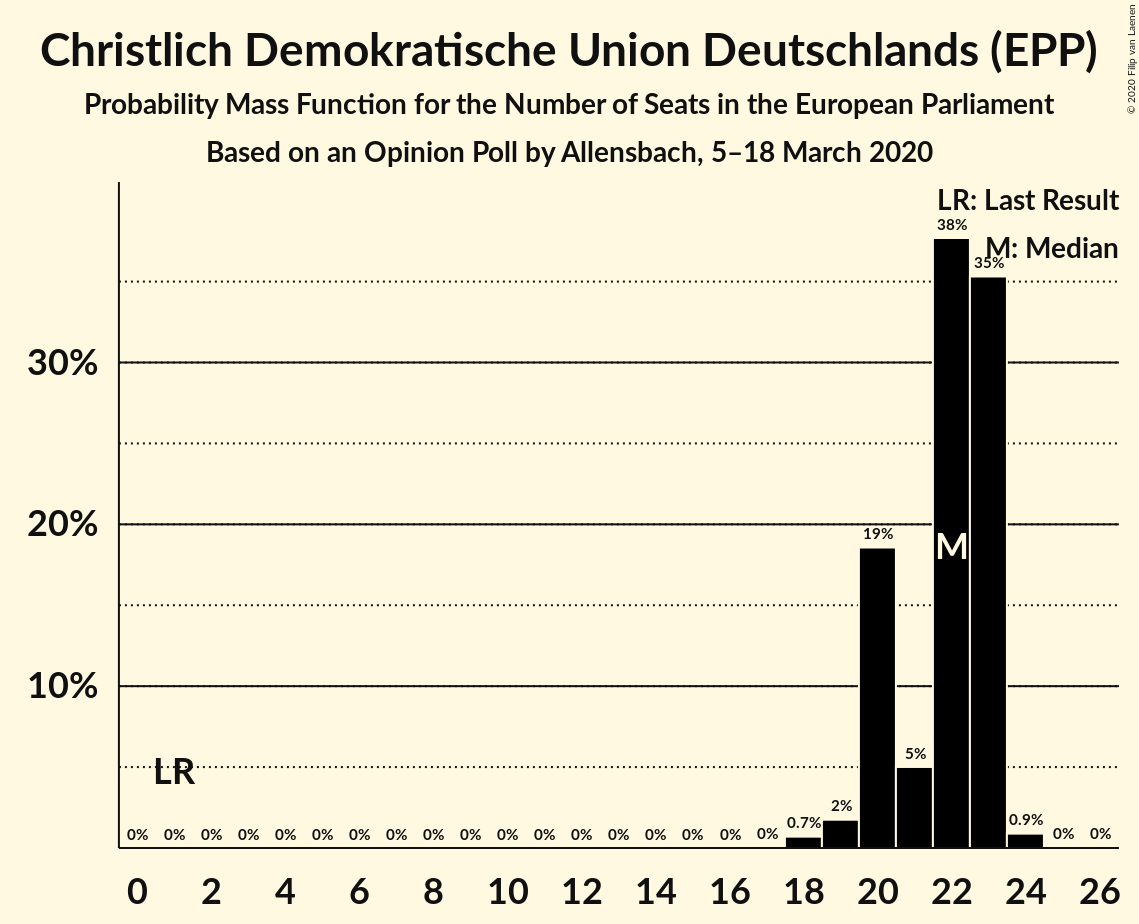 Christlich Demokratische Union Deutschlands (EPP)
Probability Mass Function for the Number of Seats in the European Parliament
Based on an Opinion Poll by Allensbach, 5–18 March 2020
© 2020 Filip van Laenen
LR: Last Result
M: Median
38%
35%
30%
20%
19%
M
10%
LR
5%
2%
0% 0% 0% 0% 0% 0% 0% 0% 0% 0% 0% 0% 0% 0% 0% 0% 0% 0% 0.7% 0.9% 0% 0%
0 2 4 6 8 10 12 14 16 18 20 22 24 26